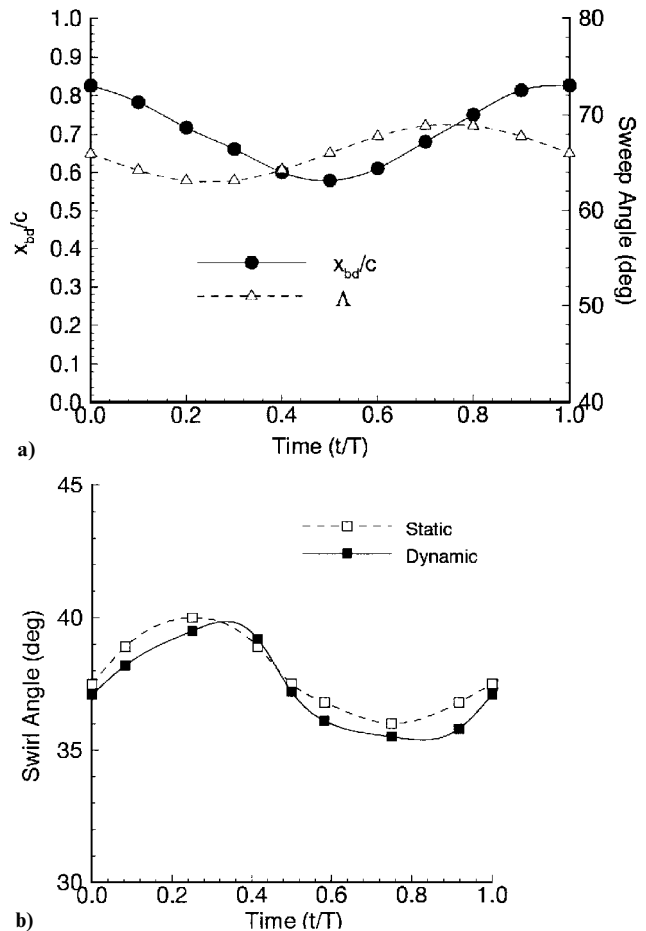 1.0
0.9
0.8
0.7
0.6
0.5
0.4
0.3
0.2
0.1
0.0
x_bd/c
80
70
60
50
40
Sweep Angle (deg)
x_bd/c
Λ
0.0 0.2 0.4 0.6 0.8 1.0
Time (t/T)
a)
45
40
35
30
Swirl Angle (deg)
Static
Dynamic
0.0 0.2 0.4 0.6 0.8 1.0
Time (t/T)
b)